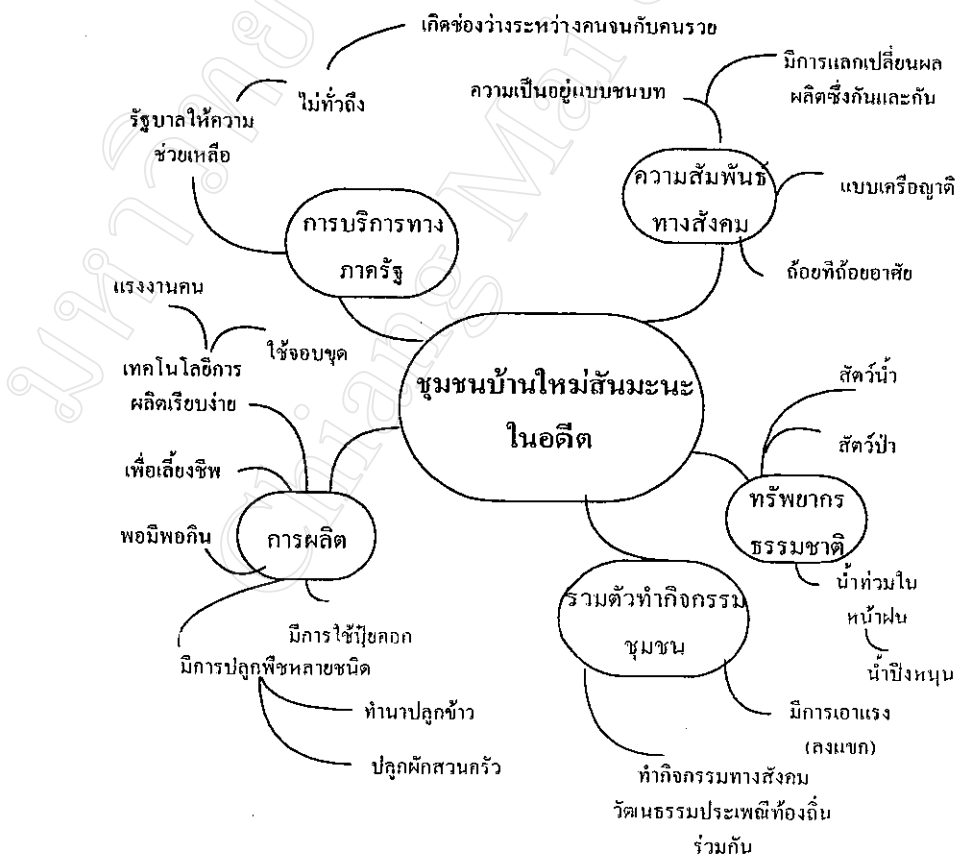 เกิดช่องว่างระหว่างคนจนกับคนรวย
ไม่ทั่วถึง
รัฐบาลให้ความ
ช่วยเหลือ
การบริการทาง
ภาครัฐ
ความเป็นอยู่แบบชนบท
มีการแลกเปลี่ยนผล
ผลิตซึ่งกันและกัน
ความสัมพันธ์
ทางสังคม
แบบเครือญาติ
ถ้อยทีถ้อยอาศัย
แรงงานคน
ใช้จอบขุด
เทคโนโลยีการ
ผลิตเรียบง่าย
เพื่อเลี้ยงชีพ
พอมีพอกิน
การผลิต
มีการใช้ปุ๋ยคอก
มีการปลูกพืชหลายชนิด
ทำนาปลูกข้าว
ปลูกผักสวนครัว
ชุมชนบ้านใหม่สันมะนะ
ในอดีต
สัตว์น้ำ
สัตว์ป่า
ทรัพยากร
ธรรมชาติ
น้ำท่วมใน
หน้าฝน
น้ำปิงหนุน
รวมตัวทำกิจกรรม
ชุมชน
มีการเอาแรง
(ลงแขก)
ทำกิจกรรมทางสังคม
วัฒนธรรมประเพณีท้องถิ่น
ร่วมกัน